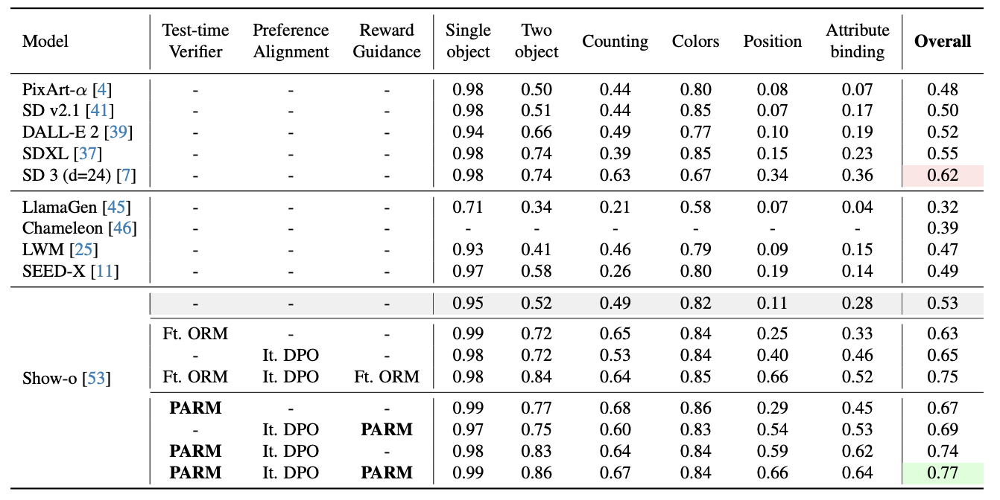 Model Test-time Verifier Preference Alignment Reward Guidance Single object Two object Counting Colors Position Attribute binding Overall
PixArt-α [4] - - - 0.98 0.50 0.44 0.80 0.08 0.07 0.48
SD v2.1 [41] - - - 0.98 0.51 0.44 0.85 0.07 0.17 0.50
DALL-E 2 [39] - - - 0.94 0.66 0.49 0.77 0.10 0.19 0.52
SDXL [37] - - - 0.98 0.74 0.39 0.85 0.15 0.23 0.55
SD 3 (d=24) [7] - - - 0.98 0.74 0.63 0.67 0.34 0.36 0.62
LlamaGen [45] - - - 0.71 0.34 0.21 0.58 0.07 0.04 0.32
Chameleon [46] - - - - - - - - - 0.39
LWM [25] - - - 0.93 0.41 0.46 0.79 0.09 0.15 0.47
SEED-X [11] - - - 0.97 0.58 0.26 0.80 0.19 0.14 0.49
- - - 0.95 0.52 0.49 0.82 0.11 0.28 0.53
Ft. ORM - - 0.99 0.72 0.65 0.84 0.25 0.33 0.63
- It. DPO - 0.98 0.72 0.53 0.84 0.40 0.46 0.65
Show-o [53] Ft. ORM It. DPO Ft. ORM 0.98 0.84 0.64 0.85 0.66 0.52 0.75
PARM - - 0.99 0.77 0.68 0.86 0.29 0.45 0.67
- It. DPO PARM 0.97 0.75 0.60 0.83 0.54 0.53 0.69
PARM It. DPO - 0.98 0.83 0.64 0.84 0.59 0.62 0.74
PARM It. DPO PARM 0.99 0.86 0.67 0.84 0.66 0.64 0.77